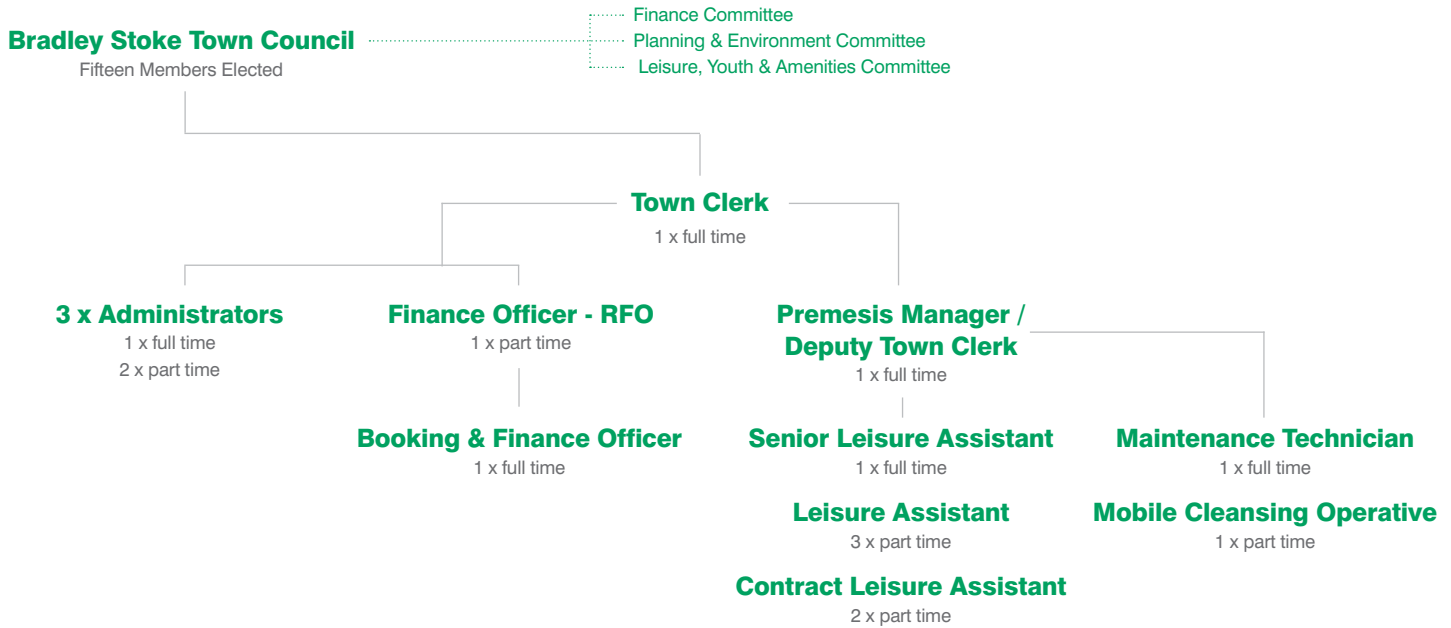 Bradley Stoke Town Council
Fifteen Members Elected
Finance Committee
Planning & Environment Committee
Leisure, Youth & Amenities Committee
Town Clerk
1 x full time
3 x Administrators
1 x full time
2 x part time
Finance Officer - RFO
1 x part time
Booking & Finance Officer
1 x full time
Premesis Manager /
Deputy Town Clerk
1 x full time
Senior Leisure Assistant
1 x full time
Leisure Assistant
3 x part time
Contract Leisure Assistant
2 x part time
Maintenance Technician
1 x full time
Mobile Cleansing Operative
1 x part time